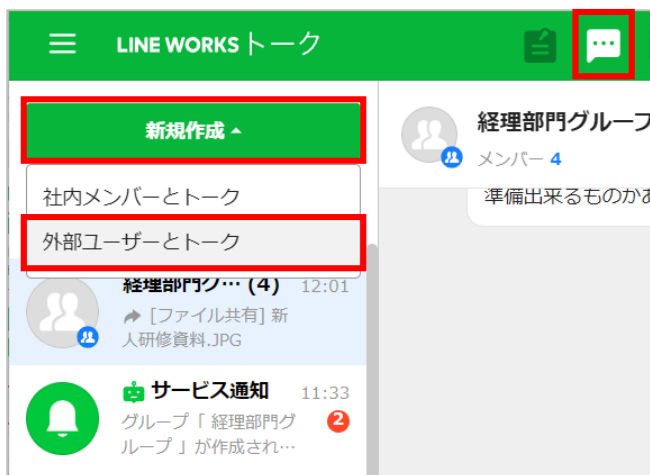 LINE WORKSトーク
新規作成
社内メンバーとトーク
外部ユーザーとトーク
経理部門グ… (4) 12:01
[ファイル共有] 新
人研修資料.JPG
サービス通知 11:33
グループ「 経理部門グ 2
ループ 」が作成され…
経理部門グループ
メンバー 4
準備出来るものがあ